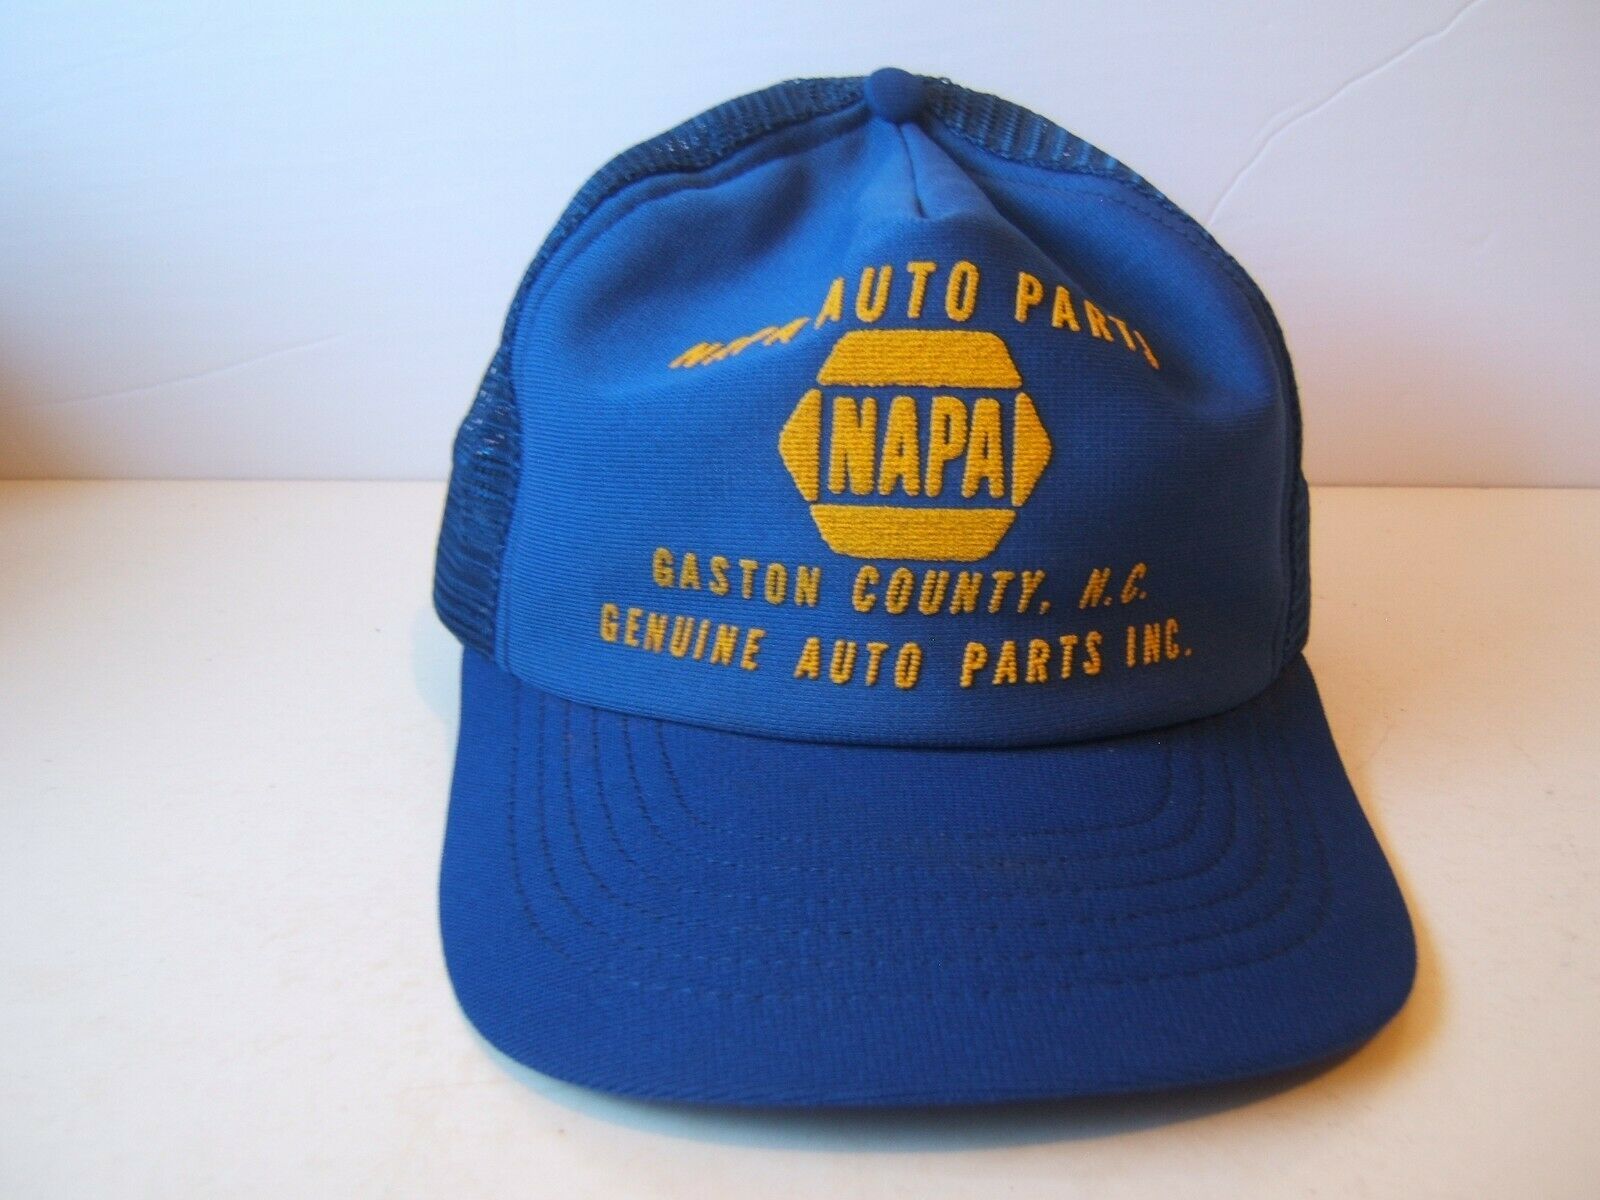 NAPA AUTO PARTS
NAPA
GASTON COUNTY, N.C.
GENUINE AUTO PARTS INC.